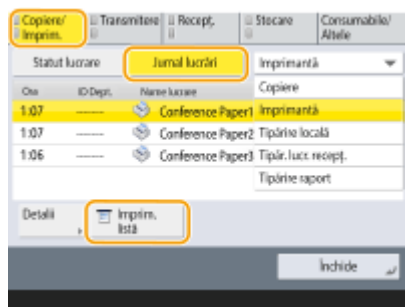 Copiere/ Imprim.
Transmitere
Recepţ.
Stocare
Consumabile/ Altele
Statut lucrare
Jurnal lucrări
Imprimantă
Ora
ID Dept.
Nume lucrare
Copiere
1:07 Conference Paper1
Imprimantă
1:07 Conference Paper2
Tipărire locală
1:06 Conference Paper3
Tipăr. lucr. recepţ.
Tipărire raport
Detalii
Imprim. listă
Închide